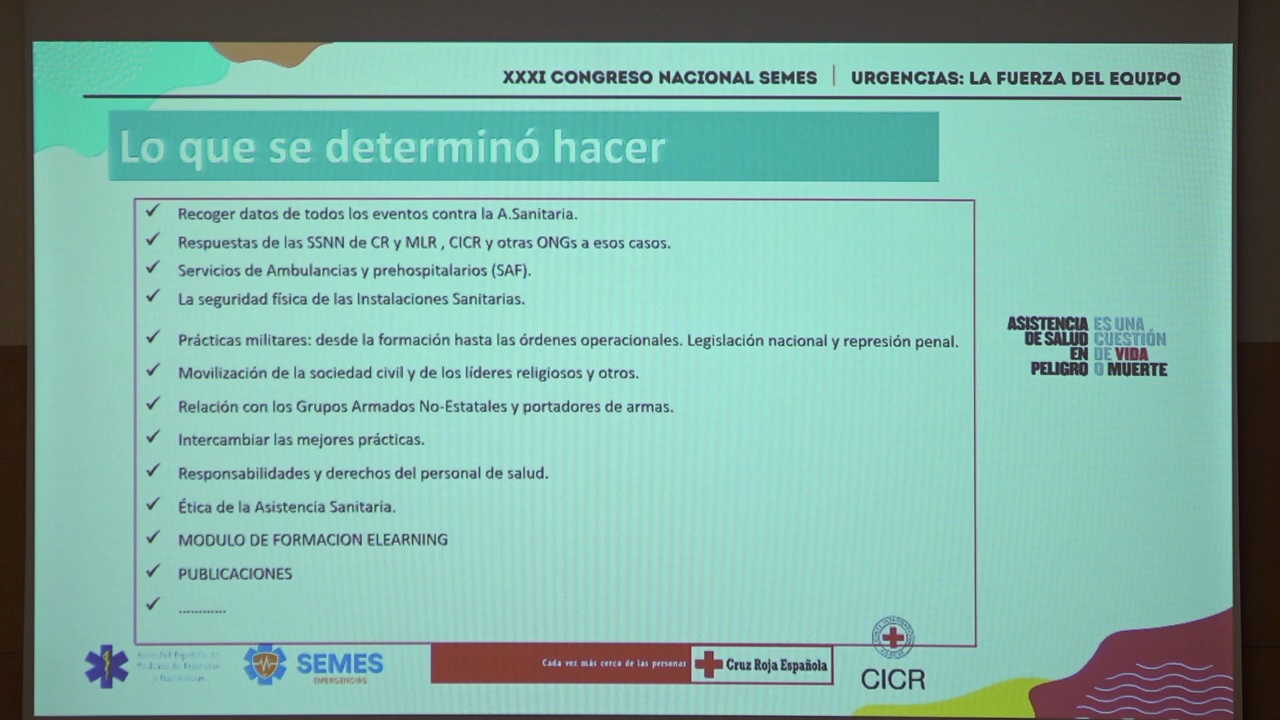 XXXI CONGRESO NACIONAL SEMES | URGENCIAS: LA FUERZA DEL EQUIPO
Lo que se determinó hacer
✓ Recoger datos de todos los eventos contra la A.Sanitaria.
✓ Respuestas de las SSNN de CR y MLR , CICR y otras ONGs a esos casos.
✓ Servicios de Ambulancias y prehospitalarios (SAF).
✓ La seguridad física de las Instalaciones Sanitarias.
✓ Prácticas militares: desde la formación hasta las órdenes operacionales. Legislación nacional y represión penal.
✓ Movilización de la sociedad civil y de los líderes religiosos y otros.
✓ Relación con los Grupos Armados No-Estatales y portadores de armas.
✓ Intercambiar las mejores prácticas.
✓ Responsabilidades y derechos del personal de salud.
✓ Ética de la Asistencia Sanitaria.
✓ MODULO DE FORMACION ELEARNING
✓ PUBLICACIONES
✓ ............
ASISTENCIA ES UNA
DE SALUD CUESTIÓN
EN DE VIDA
PELIGRO O MUERTE
SEMES
EMERGENCIAS
Cada vez más cerca de las personas
Cruz Roja Española
CICR